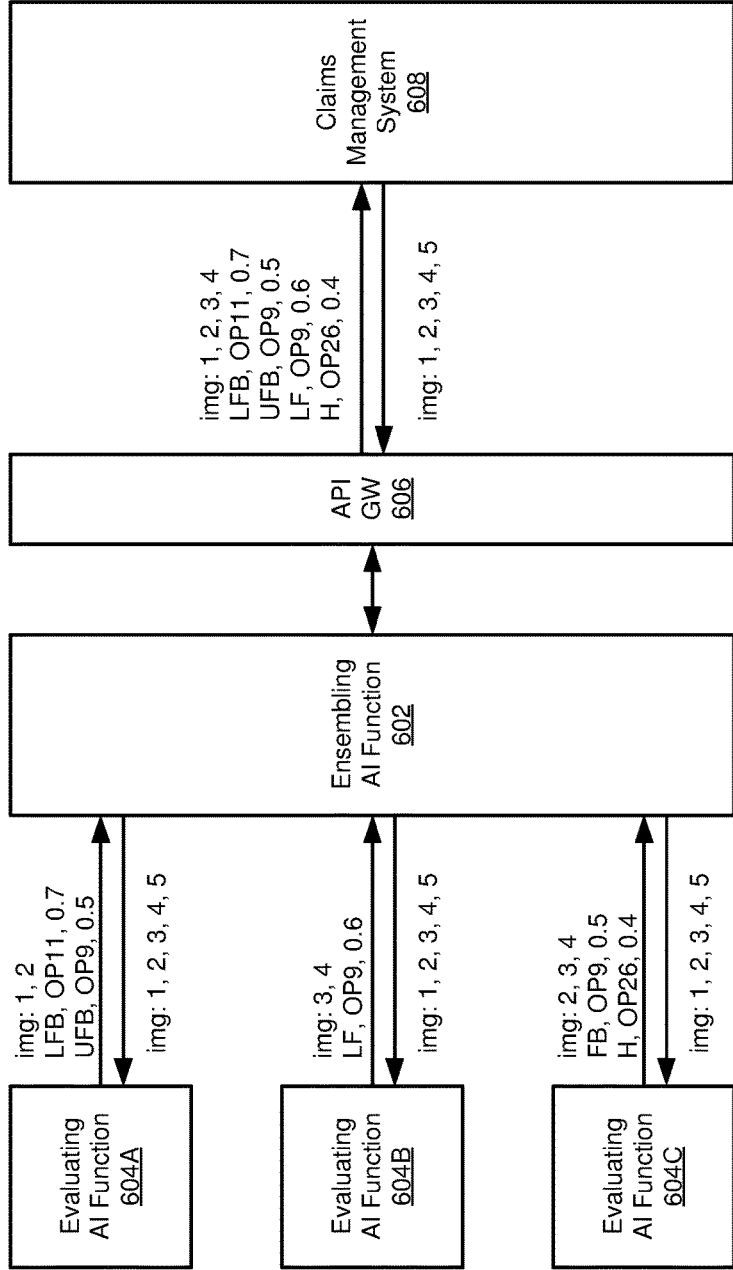 Evaluating
AI Function
604A
img: 1, 2
LFB, OP11, 0.7
UFB, OP9, 0.5
img: 1, 2, 3, 4, 5
Evaluating
AI Function
604B
img: 3, 4
LF, OP9, 0.6
img: 1, 2, 3, 4, 5
Evaluating
AI Function
604C
img: 2, 3, 4
FB, OP9, 0.5
H, OP26, 0.4
img: 1, 2, 3, 4, 5
Ensembling
AI Function
602
API
GW
606
img: 1, 2, 3, 4
LFB, OP11, 0.7
UFB, OP9, 0.5
LF, OP9, 0.6
H, OP26, 0.4
img: 1, 2, 3, 4, 5
Claims
Management
System
608